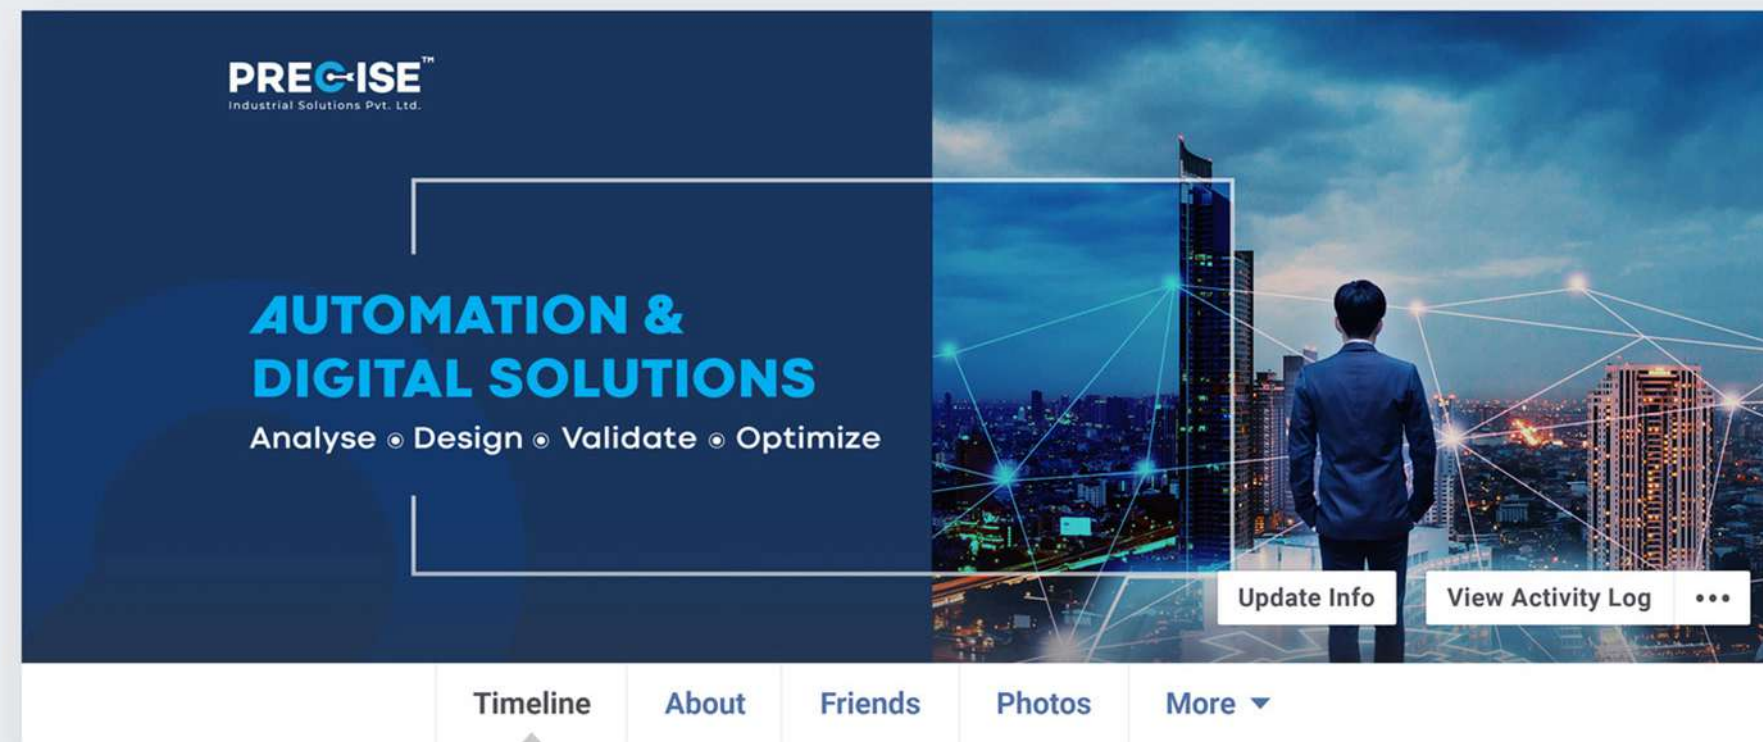 PRECISE™
Industrial Solutions Pvt. Ltd.
AUTOMATION &
DIGITAL SOLUTIONS
Analyse ◉ Design ◉ Validate ◉ Optimize
Update Info
View Activity Log
•••
Timeline
About
Friends
Photos
More